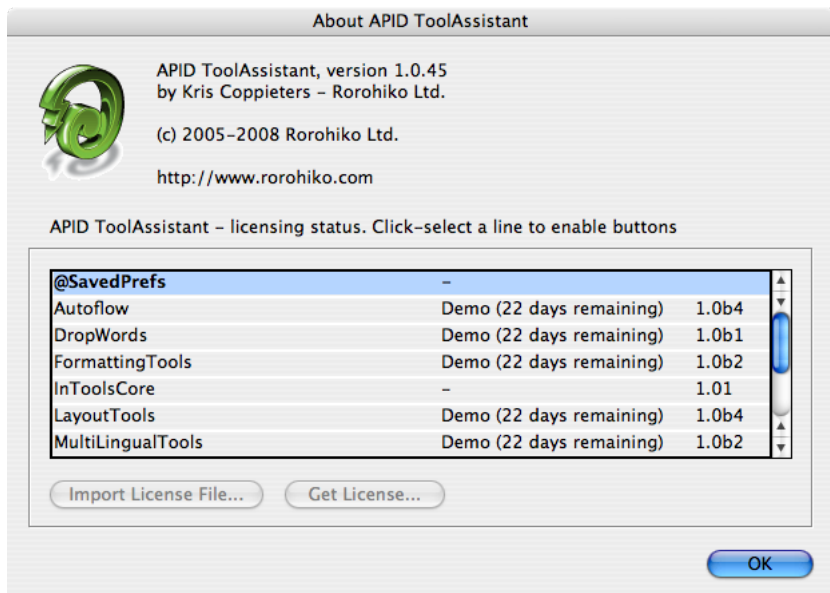 About APID ToolAssistant
APID ToolAssistant, version 1.0.45
by Kris Coppieters – Rorohiko Ltd.
(c) 2005–2008 Rorohiko Ltd.
http://www.rorohiko.com
APID ToolAssistant – licensing status. Click–select a line to enable buttons
@SavedPrefs –
Autoflow Demo (22 days remaining) 1.0b4
DropWords Demo (22 days remaining) 1.0b1
FormattingTools Demo (22 days remaining) 1.0b2
InToolsCore – 1.01
LayoutTools Demo (22 days remaining) 1.0b4
MultiLingualTools Demo (22 days remaining) 1.0b2
Import License File... Get License...
OK